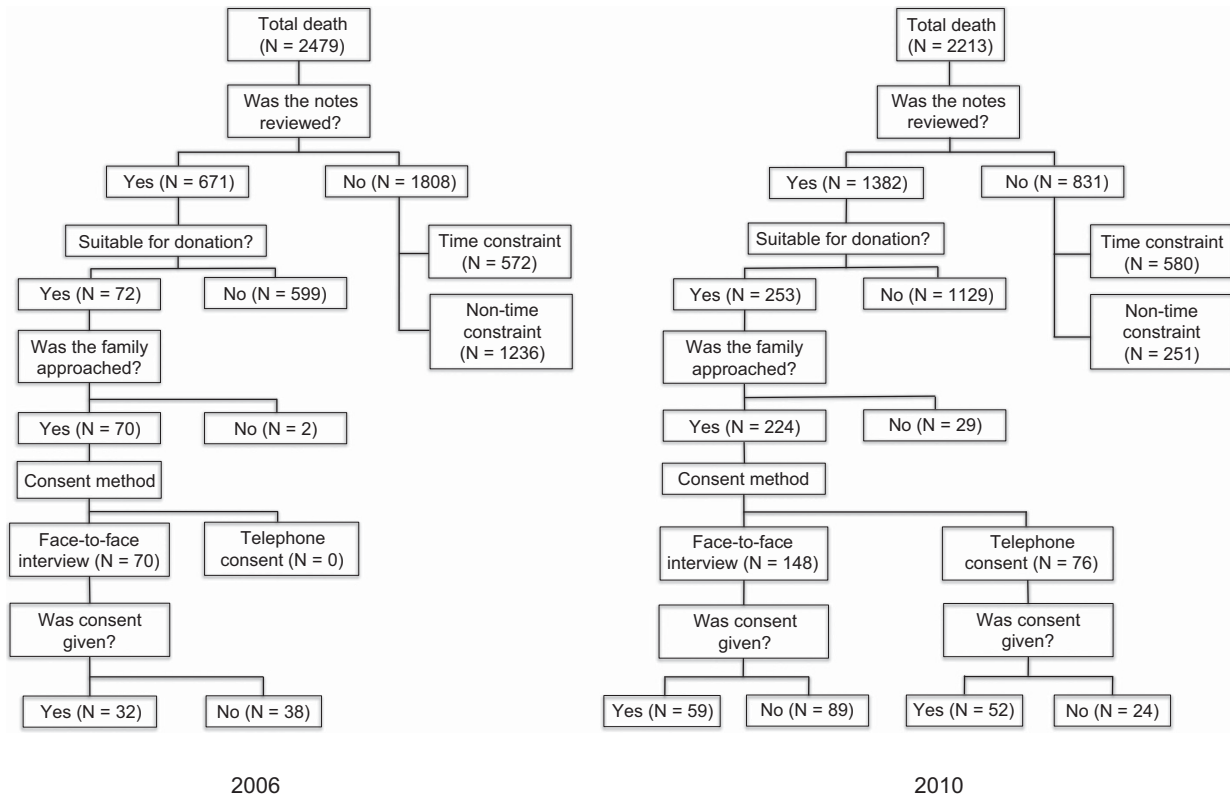 Total death
(N = 2479)
Was the notes
reviewed?
Yes (N = 671)
No (N = 1808)
Suitable for donation?
Time constraint
(N = 572)
Yes (N = 72)
No (N = 599)
Non-time
constraint
(N = 1236)
Was the family
approached?
Yes (N = 70)
No (N = 2)
Consent method
Face-to-face
interview (N = 70)
Telephone
consent (N = 0)
Was consent
given?
Yes (N = 32)
No (N = 38)
2006
Total death
(N = 2213)
Was the notes
reviewed?
Yes (N = 1382)
No (N = 831)
Suitable for donation?
Time constraint
(N = 580)
Yes (N = 253)
No (N = 1129)
Non-time
constraint
(N = 251)
Was the family
approached?
Yes (N = 224)
No (N = 29)
Consent method
Face-to-face
interview (N = 148)
Telephone
consent (N = 76)
Was consent
given?
Was consent
given?
Yes (N = 59)
No (N = 89)
Yes (N = 52)
No (N = 24)
2010